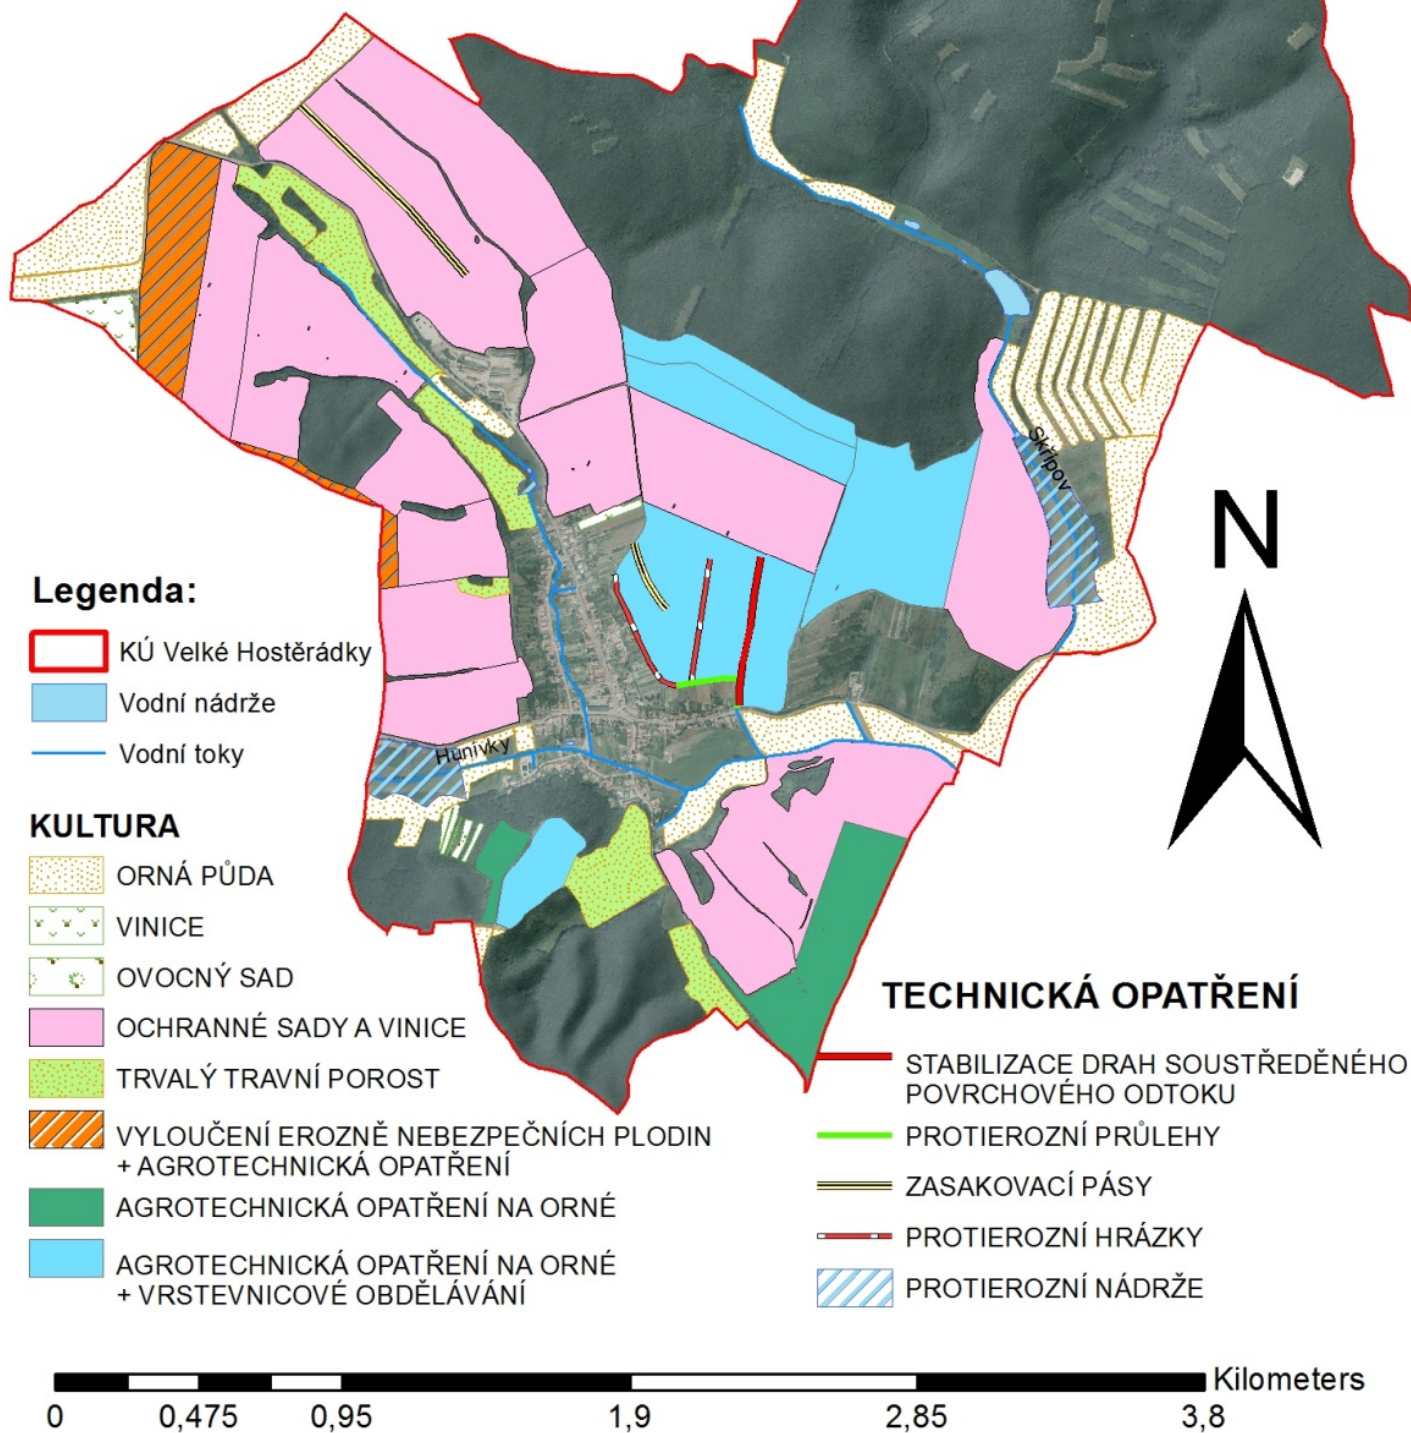 Skřípov
N
Hunívky
Legenda:
KÚ Velké Hostěrádky
Vodní nádrže
Vodní toky
KULTURA
ORNÁ PŮDA
VINICE
OVOCNÝ SAD
OCHRANNÉ SADY A VINICE
TRVALÝ TRAVNÍ POROST
VYLOUČENÍ EROZNĚ NEBEZPEČNÍCH PLODIN
+ AGROTECHNICKÁ OPATŘENÍ
AGROTECHNICKÁ OPATŘENÍ NA ORNÉ
AGROTECHNICKÁ OPATŘENÍ NA ORNÉ
+ VRSTEVNICOVÉ OBDĚLÁVÁNÍ
TECHNICKÁ OPATŘENÍ
STABILIZACE DRAH SOUSTŘEDĚNÉHO
POVRCHOVÉHO ODTOKU
PROTIEROZNÍ PRŮLEHY
ZASAKOVACÍ PÁSY
PROTIEROZNÍ HRÁZKY
PROTIEROZNÍ NÁDRŽE
Kilometers
0 0,475 0,95 1,9 2,85 3,8